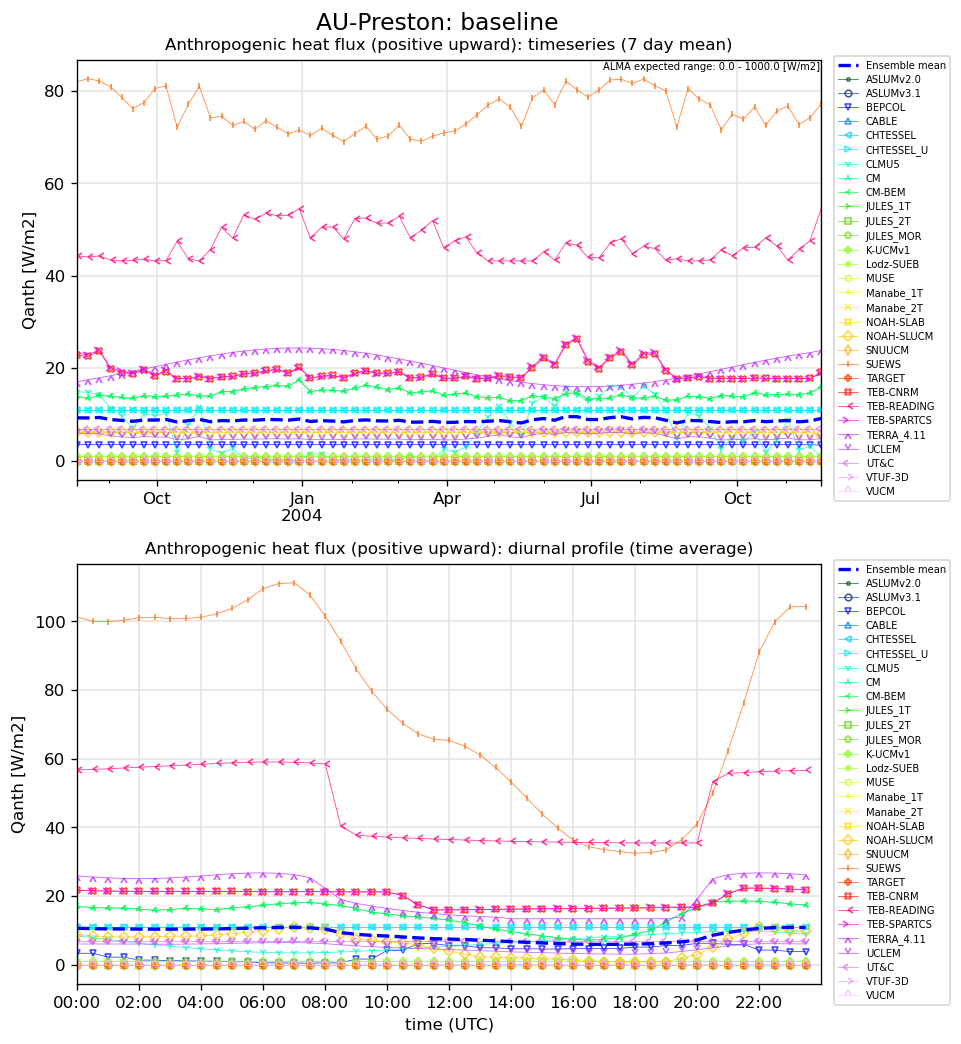 AU-Preston: baseline
Anthropogenic heat flux (positive upward): timeseries (7 day mean)
ALMA expected range: 0.0 - 1000.0 [W/m2]
Qanth [W/m2]
80
60
40
20
0
Oct
Jan
2004
Apr
Jul
Oct
Ensemble mean
ASLUMv2.0
ASLUMv3.1
BEPCOL
CABLE
CHTESSEL
CHTESSEL_U
CLMU5
CM
CM-BEM
JULES_1T
JULES_2T
JULES_MOR
K-UCMv1
Lodz-SUEB
MUSE
Manabe_1T
Manabe_2T
NOAH-SLAB
NOAH-SLUCM
SNUUCM
SUEWS
TARGET
TEB-CNRM
TEB-READING
TEB-SPARTCS
TERRA_4.11
UCLEM
UT&C
VTUF-3D
VUCM
Anthropogenic heat flux (positive upward): diurnal profile (time average)
Qanth [W/m2]
100
80
60
40
20
0
00:00
02:00
04:00
06:00
08:00
10:00
12:00
14:00
16:00
18:00
20:00
22:00
time (UTC)
Ensemble mean
ASLUMv2.0
ASLUMv3.1
BEPCOL
CABLE
CHTESSEL
CHTESSEL_U
CLMU5
CM
CM-BEM
JULES_1T
JULES_2T
JULES_MOR
K-UCMv1
Lodz-SUEB
MUSE
Manabe_1T
Manabe_2T
NOAH-SLAB
NOAH-SLUCM
SNUUCM
SUEWS
TARGET
TEB-CNRM
TEB-READING
TEB-SPARTCS
TERRA_4.11
UCLEM
UT&C
VTUF-3D
VUCM